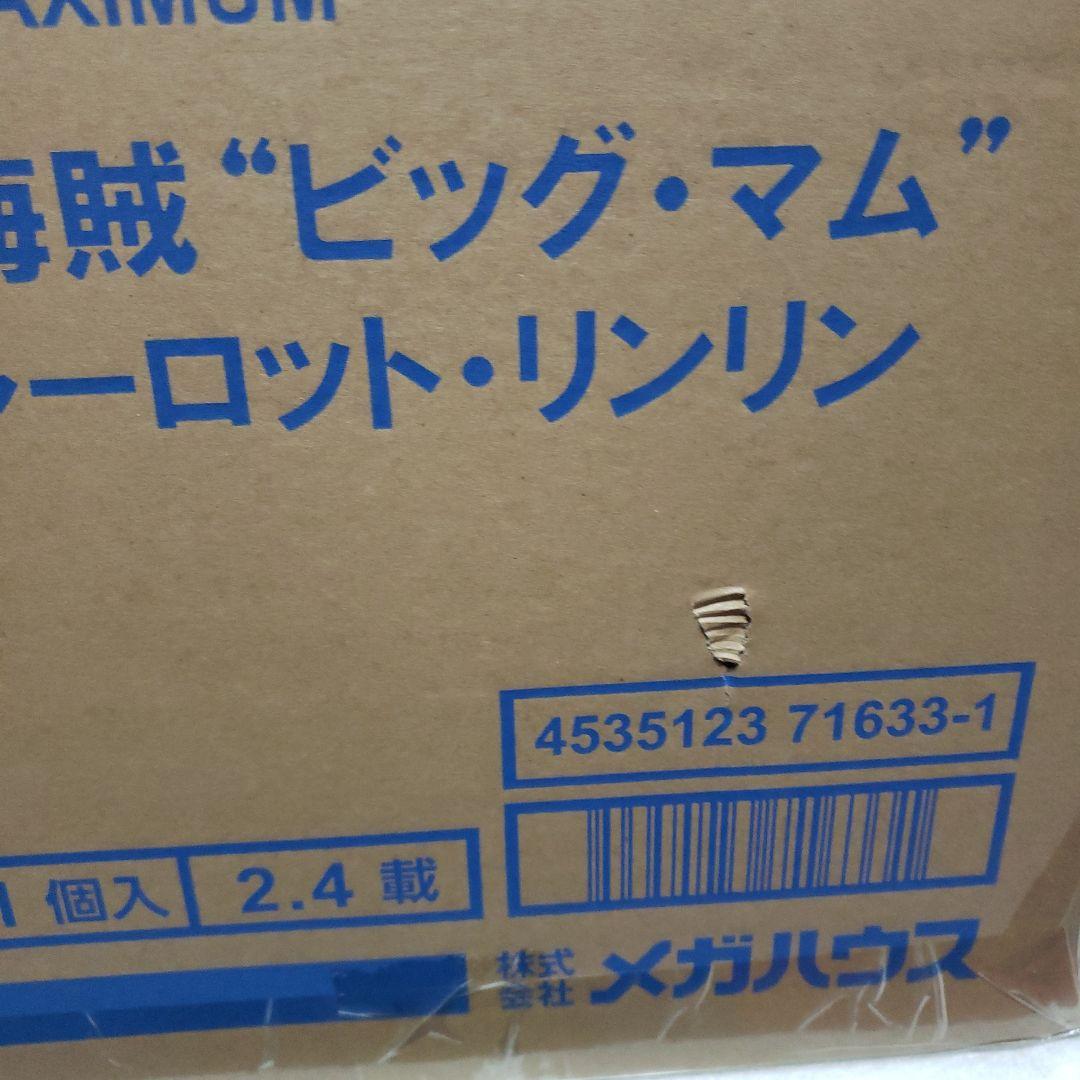 AXIMUM
海賊“ビッグ・マム”
ャーロット・リンリン
4535123 71633-1
1 個入 2.4 載
株式会社 メガハウス